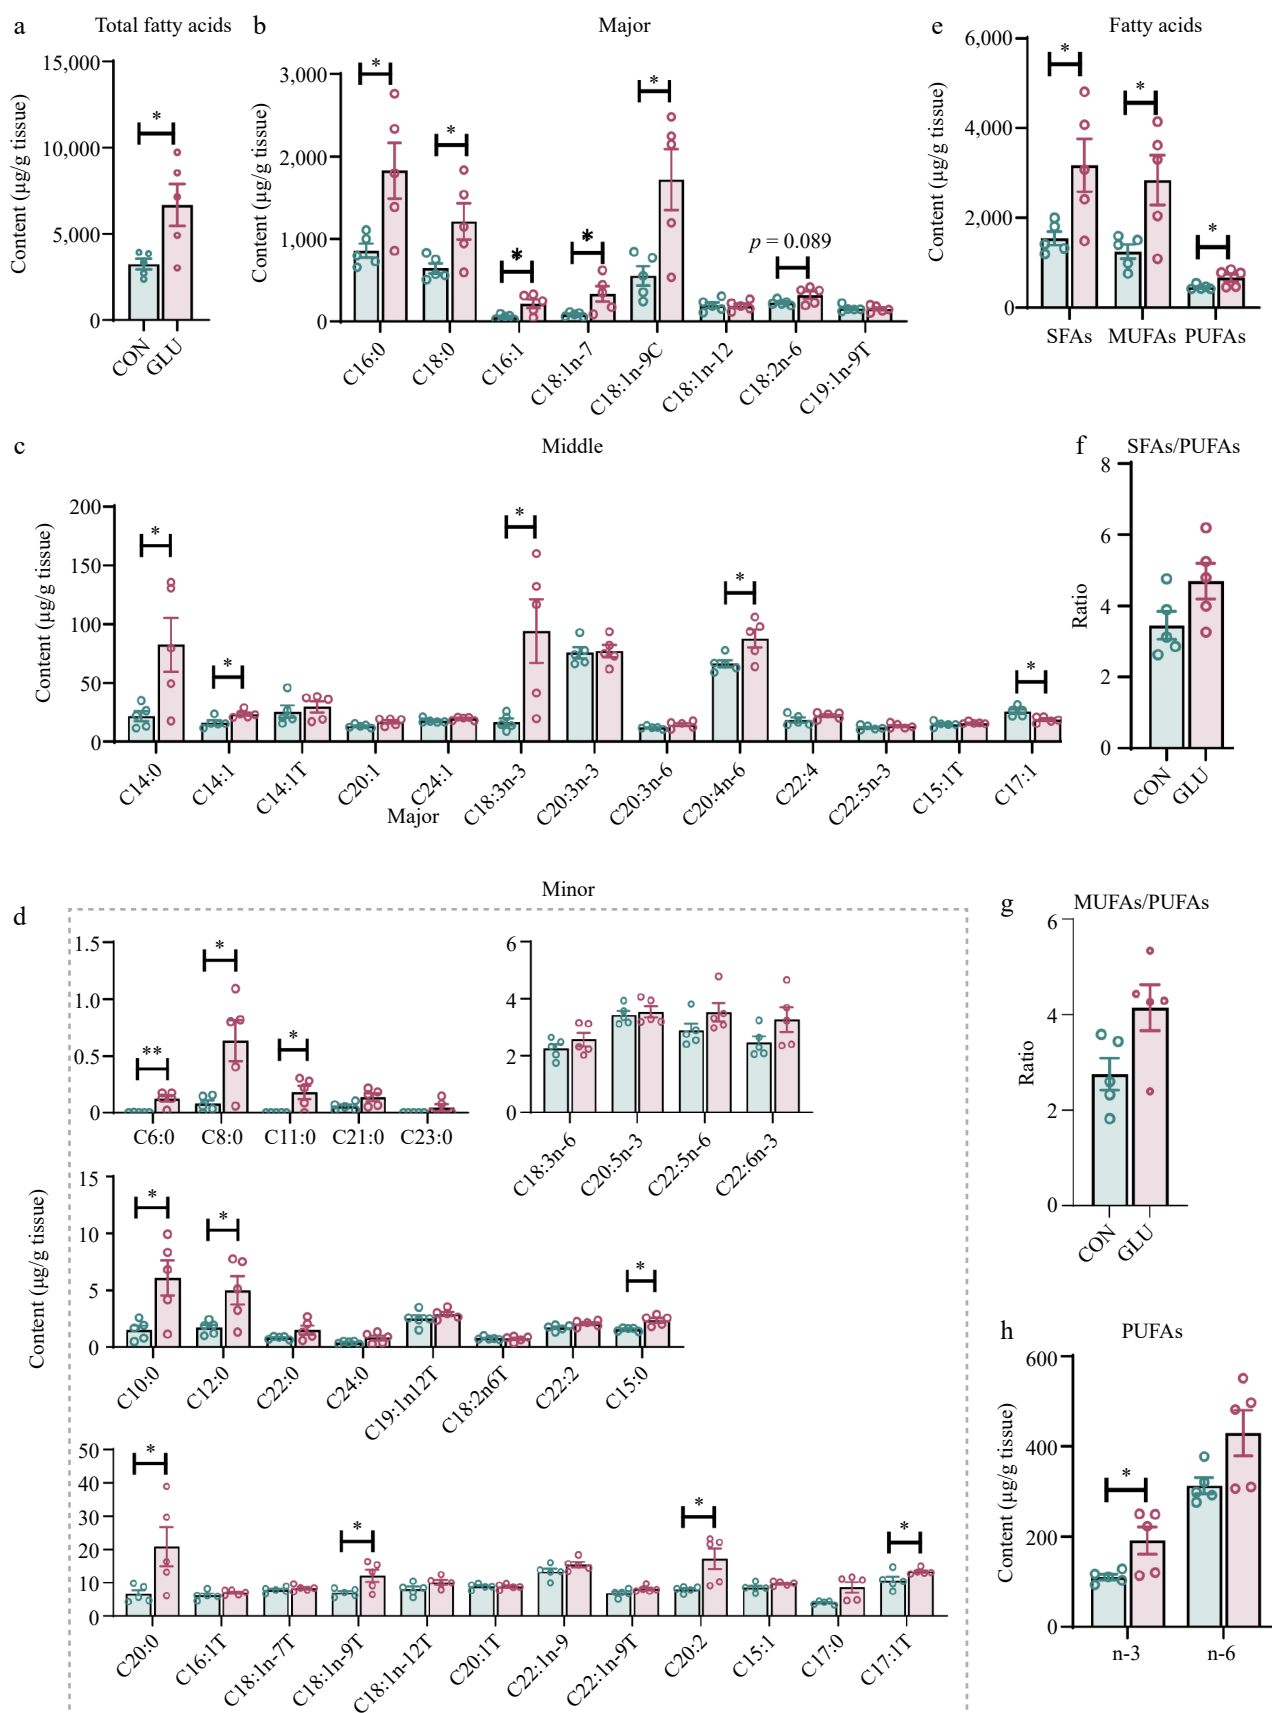 a
Total fatty acids
15,000
10,000
5,000
0
Content (µg/g tissue)
*
CON
GLU
b
Major
3,000
2,000
1,000
0
Content (µg/g tissue)
*
*
*
*
*
p = 0.089
C16:0
C18:0
C16:1
C18:1n-7
C18:1n-9C
C18:1n-12
C18:2n-6
C19:1n-9T
e
Fatty acids
6,000
4,000
2,000
0
Content (µg/g tissue)
*
*
*
SFAs
MUFAs
PUFAs
c
Middle
200
150
100
50
0
Content (µg/g tissue)
*
*
*
*
*
C14:0
C14:1
C14:1T
C20:1
C24:1
C18:3n-3
C20:3n-3
C20:3n-6
C20:4n-6
C22:4
C22:5n-3
C15:1T
C17:1
Major
f
SFAs/PUFAs
8
6
4
2
0
Ratio
CON
GLU
d
Minor
Content (µg/g tissue)
1.5
1.0
0.5
0
**
*
*
C6:0
C8:0
C11:0
C21:0
C23:0
6
4
2
0
C18:3n-6
C20:5n-3
C22:5n-6
C22:6n-3
15
10
5
0
*
*
*
C10:0
C12:0
C22:0
C24:0
C19:1n12T
C18:2n6T
C22:2
C15:0
50
40
30
20
10
0
*
*
*
*
C20:0
C16:1T
C18:1n-7T
C18:1n-9T
C18:1n-12T
C20:1T
C22:1n-9
C22:1n-9T
C20:2
C15:1
C17:0
C17:1T
g
MUFAs/PUFAs
6
4
2
0
Ratio
CON
GLU
h
PUFAs
600
400
200
0
Content (µg/g tissue)
*
n-3
n-6